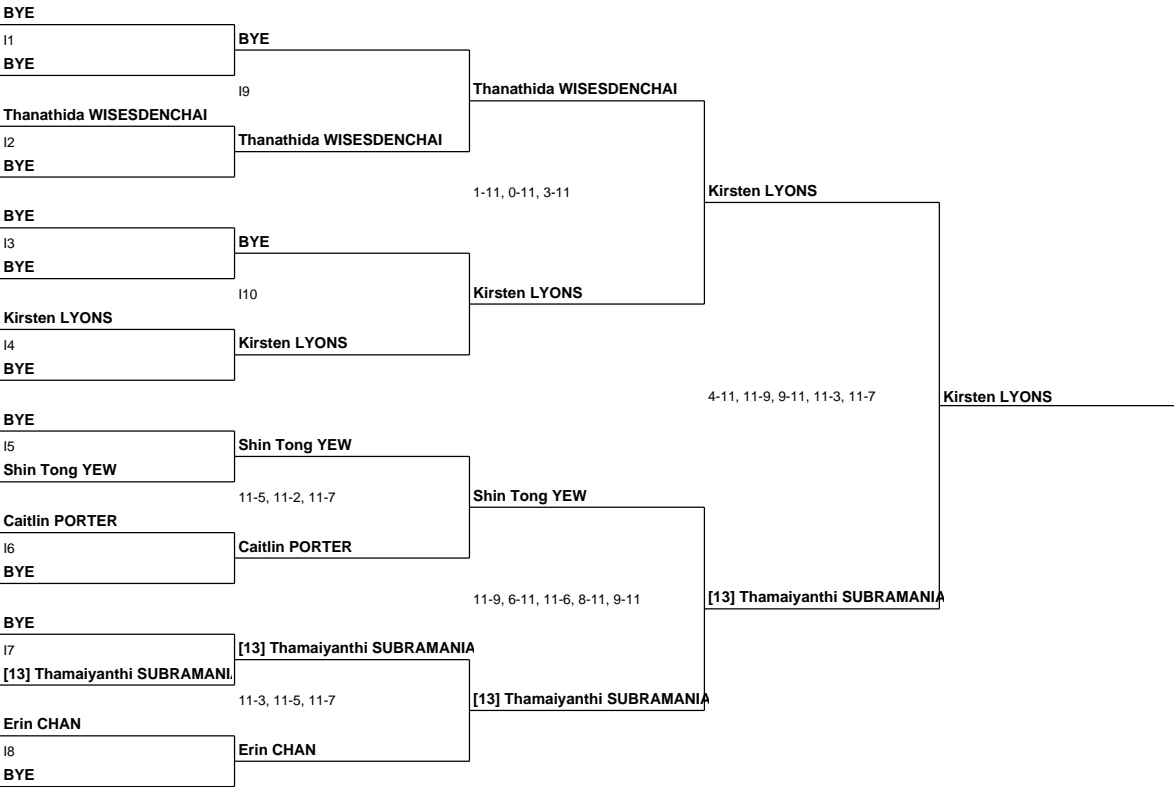 BYE
I1
BYE
BYE
I9
Thanathida WISESDENCHAI
Thanathida WISESDENCHAI
I2
Thanathida WISESDENCHAI
BYE
1-11, 0-11, 3-11
Kirsten LYONS
BYE
I3
BYE
BYE
I10
Kirsten LYONS
Kirsten LYONS
I4
Kirsten LYONS
BYE
4-11, 11-9, 9-11, 11-3, 11-7
Kirsten LYONS
BYE
I5
Shin Tong YEW
Shin Tong YEW
11-5, 11-2, 11-7
Shin Tong YEW
Caitlin PORTER
I6
Caitlin PORTER
BYE
11-9, 6-11, 11-6, 8-11, 9-11
[13] Thamaiyanthi SUBRAMANIA
BYE
I7
[13] Thamaiyanthi SUBRAMANIA
[13] Thamaiyanthi SUBRAMANI
11-3, 11-5, 11-7
[13] Thamaiyanthi SUBRAMANIA
Erin CHAN
I8
Erin CHAN
BYE